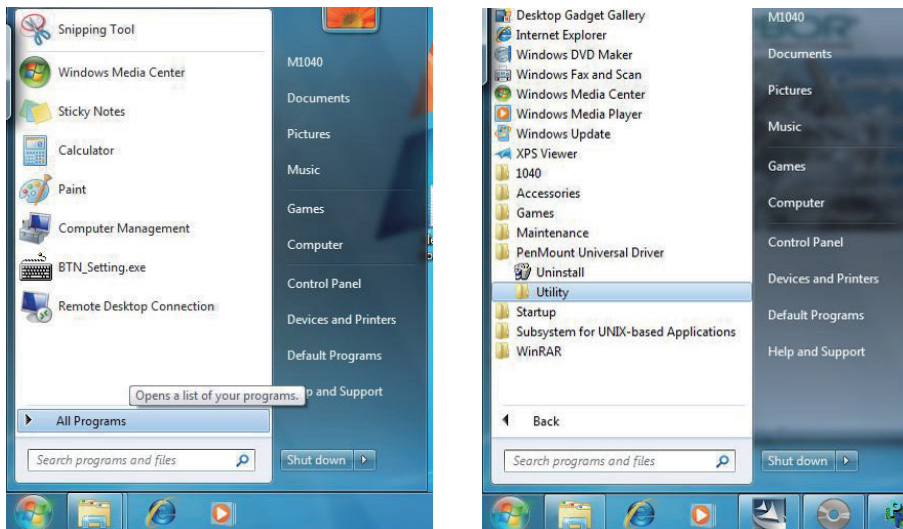 Snipping Tool
Windows Media Center
Sticky Notes
Calculator
Paint
Computer Management
BTN_Setting.exe
Remote Desktop Connection
Opens a list of your programs.
All Programs
Search programs and files
M1040
Documents
Pictures
Music
Games
Computer
Control Panel
Devices and Printers
Default Programs
p and Support
Shut down
Desktop Gadget Gallery
Internet Explorer
Windows DVD Maker
Windows Fax and Scan
Windows Media Center
Windows Media Player
Windows Update
XPS Viewer
1040
Accessories
Games
Maintenance
PenMount Universal Driver
Uninstall
Utility
Startup
Subsystem for UNIX-based Applications
WinRAR
Back
Search programs and files
M1040
Documents
Pictures
Music
Games
Computer
Control Panel
Devices and Printers
Default Programs
Help and Support
Shut down